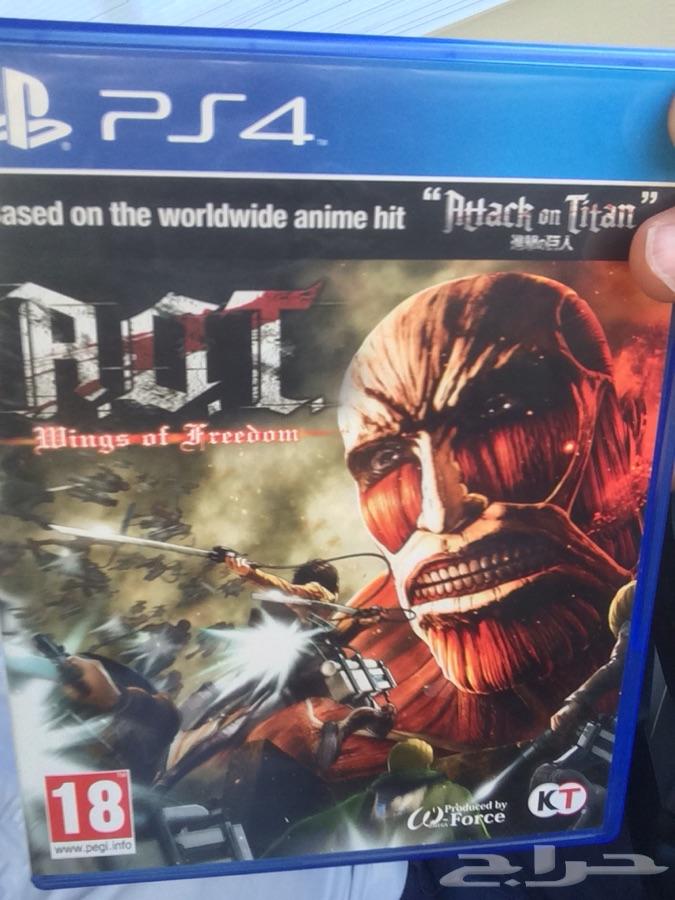 PS4™
ased on the worldwide anime hit
“Attack on Titan”
進撃の巨人
A.O.T.
Wings of Freedom
18
www.pegi.info
Produced by
ω-Force
KT
حراج